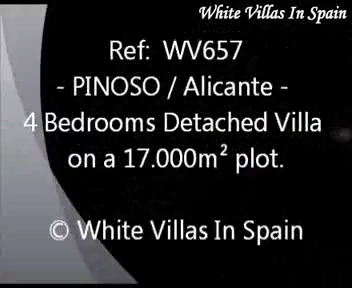 White Villas In Spain
Ref: WV657
- PINOSO / Alicante -
4 Bedrooms Detached Villa
on a 17.000m² plot.
© White Villas In Spain